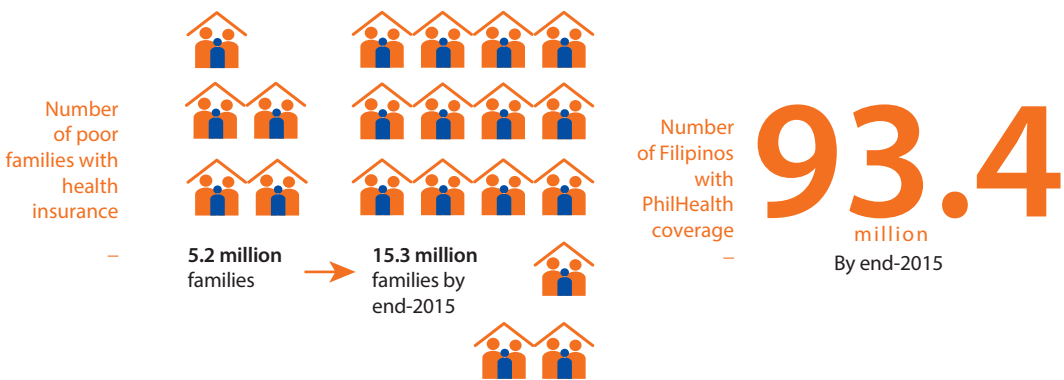 Number
of poor
families with
health
insurance
–
5.2 million
families
15.3 million
families by
end-2015
Number
of Filipinos
with
PhilHealth
coverage
–
93.4
million
By end-2015